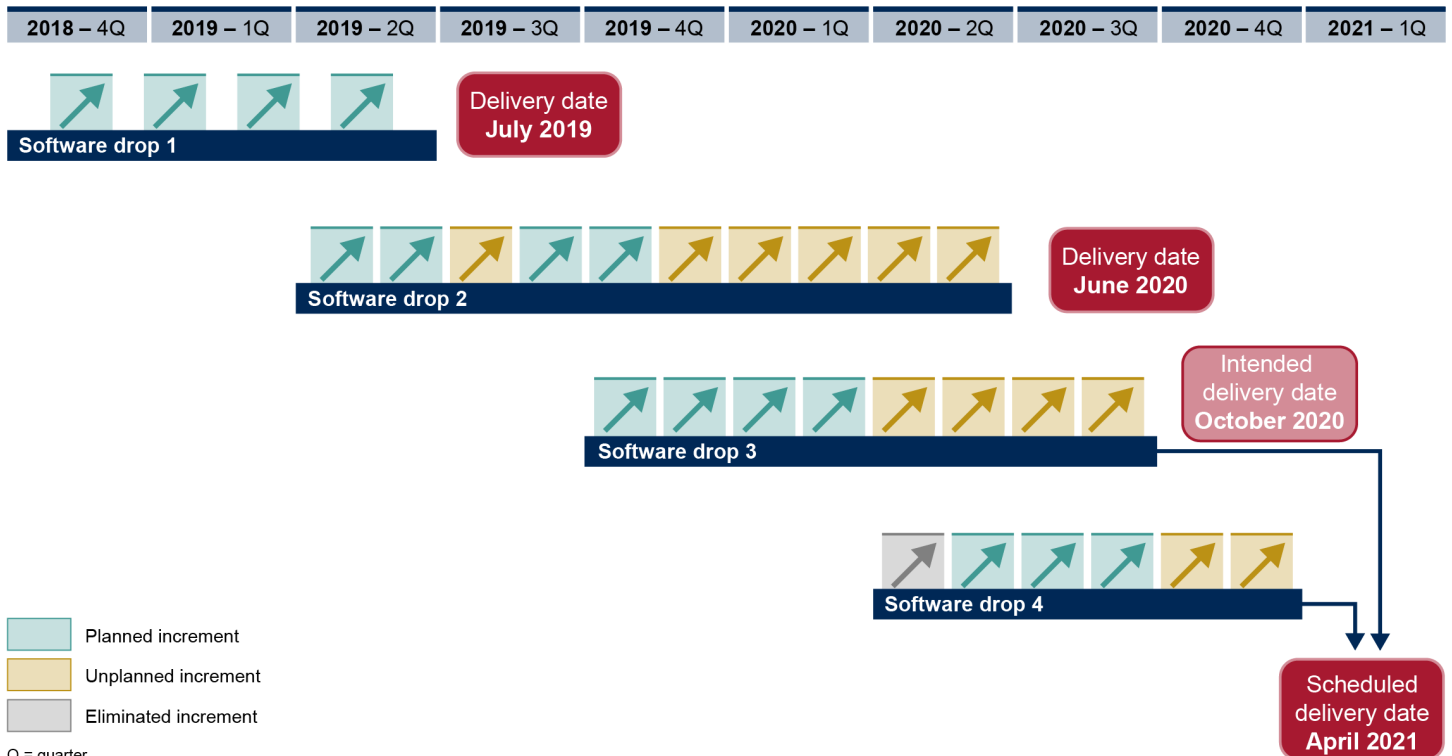 2018 – 4Q
2019 – 1Q
2019 – 2Q
2019 – 3Q
2019 – 4Q
2020 – 1Q
2020 – 2Q
2020 – 3Q
2020 – 4Q
2021 – 1Q
Delivery date
July 2019
Software drop 1
Delivery date
June 2020
Software drop 2
Intended
delivery date
October 2020
Software drop 3
Software drop 4
Planned increment
Unplanned increment
Eliminated increment
Scheduled
delivery date
April 2021
Q = quarter